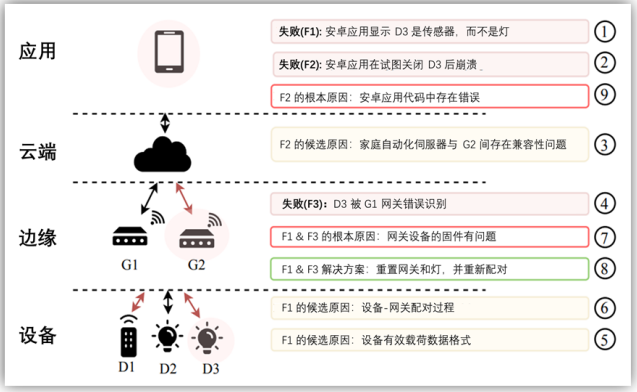 应用
失败(F1): 安卓应用显示 D3 是传感器，而不是灯 ①
失败(F2): 安卓应用在试图关闭 D3 后崩溃 ②
F2 的根本原因：安卓应用代码中存在错误 ⑨
云端
F2 的候选原因：家庭自动化伺服器与 G2 间存在兼容性问题 ③
边缘
G1
G2
失败(F3)：D3 被 G1 网关错误识别 ④
F1 & F3 的根本原因：网关设备的固件有问题 ⑦
F1 & F3 解决方案：重置网关和灯，并重新配对 ⑧
设备
D1
D2
D3
F1 的候选原因：设备-网关配对过程 ⑥
F1 的候选原因：设备有效载荷数据格式 ⑤